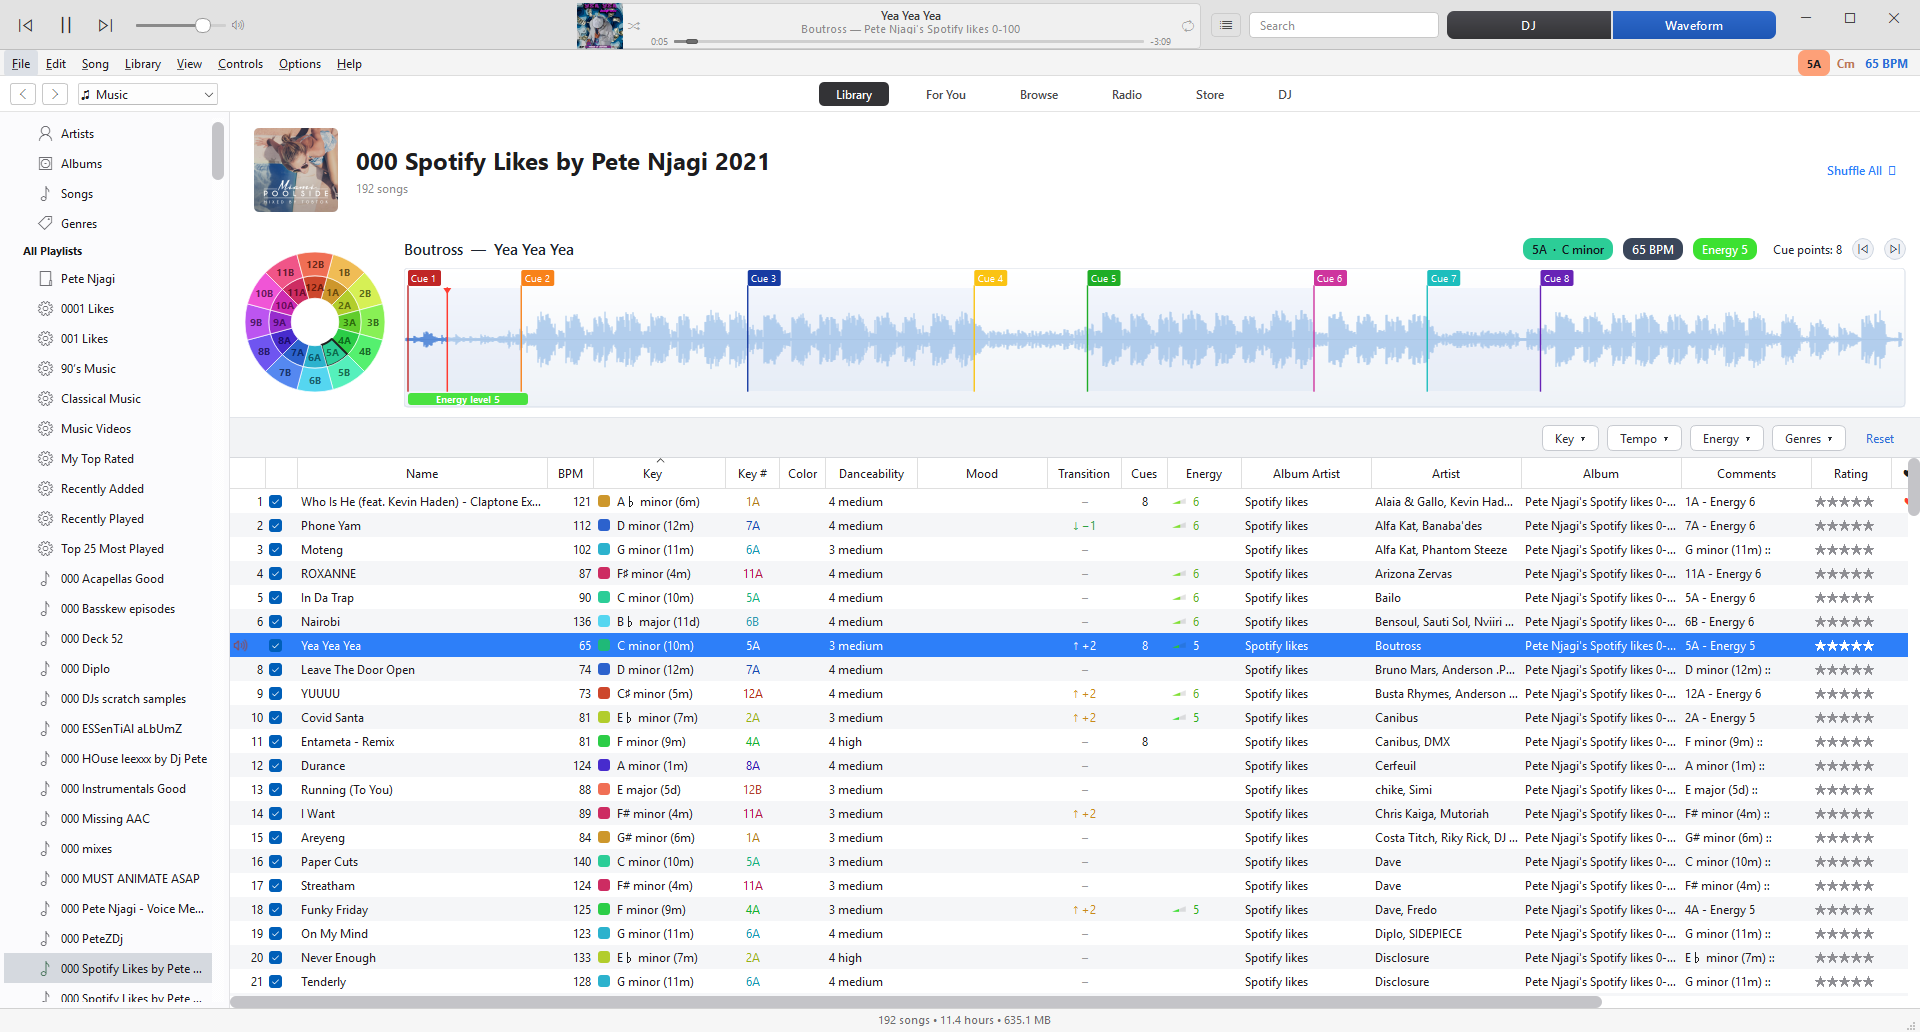 Yea Yea Yea
Boutross — Pete Njagi's Spotify likes 0-100
0:05
-3:09
Search
DJ
Waveform
File Edit Song Library View Controls Options Help
5A Cm 65 BPM
Music
Library For You Browse Radio Store DJ
Artists
Albums
Songs
Genres
All Playlists
Pete Njagi
0001 Likes
001 Likes
90's Music
Classical Music
Music Videos
My Top Rated
Recently Added
Recently Played
Top 25 Most Played
000 Acapellas Good
000 Basskew episodes
000 Deck 52
000 Diplo
000 DJs scratch samples
000 ESSenTiAl aLbUmZ
000 HOuse leexxx by Dj Pete
000 Instrumentals Good
000 Missing AAC
000 mixes
000 MUST ANIMATE ASAP
000 Pete Njagi - Voice Me...
000 PeteZDj
000 Spotify Likes by Pete ...
000 Spotify Likes by Pete ...
Miami
POOLSIDE
000 Spotify Likes by Pete Njagi 2021
192 songs
Shuffle All
12B 1B 2B 3B 4B 5B 6B 7B 8B 9B 10B 11B
12A 1A 2A 3A 4A 5A 6A 7A 8A 9A 10A 11A
Boutross — Yea Yea Yea
5A · C minor 65 BPM Energy 5 Cue points: 8
Cue 1 Cue 2 Cue 3 Cue 4 Cue 5 Cue 6 Cue 7 Cue 8
Energy level 5
Key Tempo Energy Genres Reset
Name BPM Key Key # Color Danceability Mood Transition Cues Energy Album Artist Artist Album Comments Rating
1 Who Is He (feat. Kevin Haden) - Claptone Ex... 121 A♭ minor (6m) 1A 4 medium – 8 6 Spotify likes Alaia & Gallo, Kevin Had... Pete Njagi's Spotify likes 0-... 1A - Energy 6 ★★★★★
2 Phone Yam 112 D minor (12m) 7A 4 medium ↓ −1 6 Spotify likes Alfa Kat, Banaba'des Pete Njagi's Spotify likes 0-... 7A - Energy 6 ★★★★★
3 Moteng 102 G minor (11m) 6A 3 medium – Spotify likes Alfa Kat, Phantom Steeze Pete Njagi's Spotify likes 0-... G minor (11m) :: ★★★★★
4 ROXANNE 87 F♯ minor (4m) 11A 4 medium – 6 Spotify likes Arizona Zervas Pete Njagi's Spotify likes 0-... 11A - Energy 6 ★★★★★
5 In Da Trap 90 C minor (10m) 5A 4 medium – 6 Spotify likes Bailo Pete Njagi's Spotify likes 0-... 5A - Energy 6 ★★★★★
6 Nairobi 136 B♭ major (11d) 6B 4 medium – 6 Spotify likes Bensoul, Sauti Sol, Nviiri ... Pete Njagi's Spotify likes 0-... 6B - Energy 6 ★★★★★
Yea Yea Yea 65 C minor (10m) 5A 3 medium ↑ +2 8 5 Spotify likes Boutross Pete Njagi's Spotify likes 0-... 5A - Energy 5 ★★★★★
8 Leave The Door Open 74 D minor (12m) 7A 4 medium – Spotify likes Bruno Mars, Anderson .P... Pete Njagi's Spotify likes 0-... D minor (12m) :: ★★★★★
9 YUUUU 73 C♯ minor (5m) 12A 4 medium ↑ +2 6 Spotify likes Busta Rhymes, Anderson ... Pete Njagi's Spotify likes 0-... 12A - Energy 6 ★★★★★
10 Covid Santa 81 E♭ minor (7m) 2A 3 medium ↑ +2 5 Spotify likes Canibus Pete Njagi's Spotify likes 0-... 2A - Energy 5 ★★★★★
11 Entameta - Remix 81 F minor (9m) 4A 4 high – 8 Spotify likes Canibus, DMX Pete Njagi's Spotify likes 0-... F minor (9m) :: ★★★★★
12 Durance 124 A minor (1m) 8A 4 medium – Spotify likes Cerfeuil Pete Njagi's Spotify likes 0-... A minor (1m) :: ★★★★★
13 Running (To You) 88 E major (5d) 12B 3 medium – Spotify likes chike, Simi Pete Njagi's Spotify likes 0-... E major (5d) :: ★★★★★
14 I Want 89 F# minor (4m) 11A 3 medium ↑ +2 Spotify likes Chris Kaiga, Mutoriah Pete Njagi's Spotify likes 0-... F# minor (4m) :: ★★★★★
15 Areyeng 84 G# minor (6m) 1A 3 medium – Spotify likes Costa Titch, Riky Rick, DJ ... Pete Njagi's Spotify likes 0-... G# minor (6m) :: ★★★★★
16 Paper Cuts 140 C minor (10m) 5A 3 medium – Spotify likes Dave Pete Njagi's Spotify likes 0-... C minor (10m) :: ★★★★★
17 Streatham 124 F# minor (4m) 11A 3 medium – Spotify likes Dave Pete Njagi's Spotify likes 0-... F# minor (4m) :: ★★★★★
18 Funky Friday 125 F minor (9m) 4A 3 medium ↑ +2 5 Spotify likes Dave, Fredo Pete Njagi's Spotify likes 0-... 4A - Energy 5 ★★★★★
19 On My Mind 123 G minor (11m) 6A 4 medium – Spotify likes Diplo, SIDEPIECE Pete Njagi's Spotify likes 0-... G minor (11m) :: ★★★★★
20 Never Enough 133 E♭ minor (7m) 2A 4 high – Spotify likes Disclosure Pete Njagi's Spotify likes 0-... E♭ minor (7m) :: ★★★★★
21 Tenderly 128 G minor (11m) 6A 4 medium – Spotify likes Disclosure Pete Njagi's Spotify likes 0-... G minor (11m) :: ★★★★★
192 songs • 11.4 hours • 635.1 MB